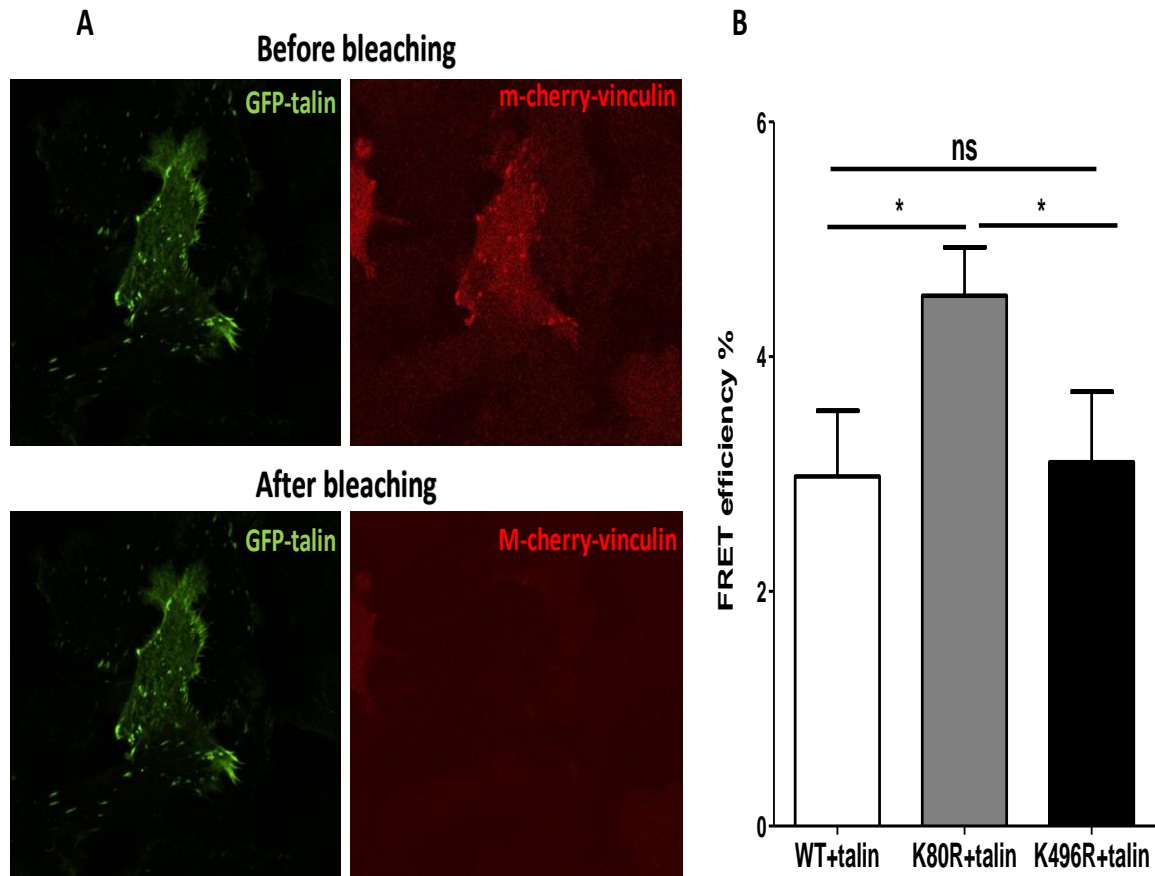 A
Before bleaching
GFP-talin
m-cherry-vinculin
After bleaching
GFP-talin
M-cherry-vinculin
B
FRET efficiency %
6
4
2
0
ns
*
*
WT+talin
K80R+talin
K496R+talin